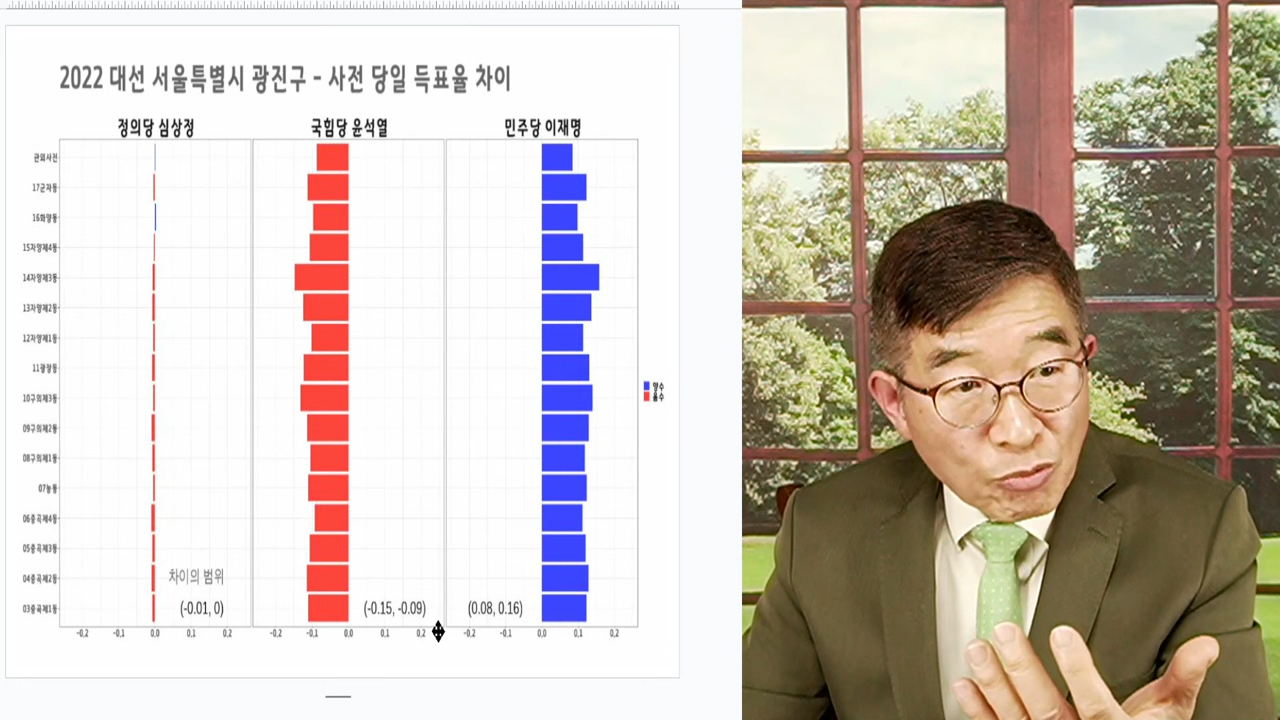 2022 대선 서울특별시 광진구 - 사전 당일 득표율 차이
정의당 심상정
국힘당 윤석열
민주당 이재명
관외사전
17군자동
16화양동
15자양제4동
14자양제3동
13자양제2동
12자양제1동
11광장동
10구의제3동
09구의제2동
08구의제1동
07능동
06중곡제4동
05중곡제3동
04중곡제2동
03중곡제1동
차이의 범위
(-0.01, 0)
(-0.15, -0.09)
(0.08, 0.16)
양수
음수
-0.2 -0.1 0.0 0.1 0.2
-0.2 -0.1 0.0 0.1 0.2
-0.2 -0.1 0.0 0.1 0.2